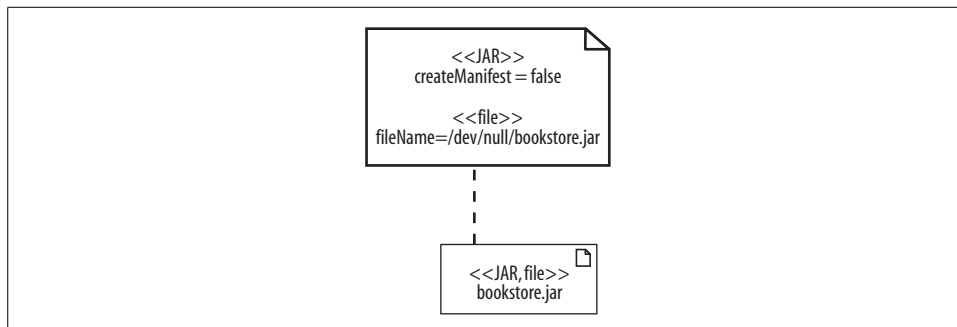 <<JAR>>
createManifest = false
<<file>>
fileName=/dev/null/bookstore.jar
<<JAR, file>>
bookstore.jar